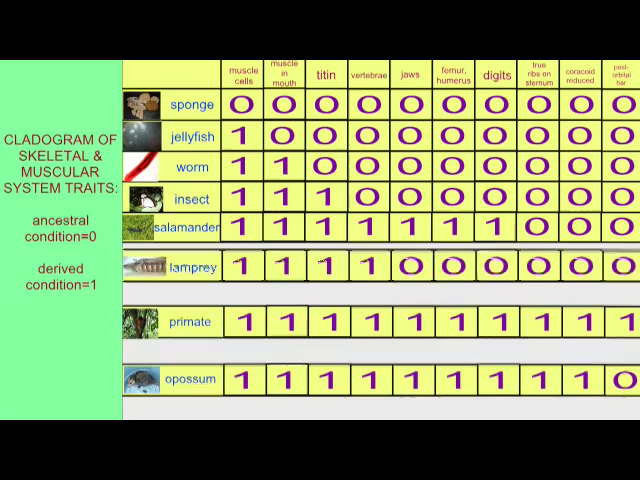 CLADOGRAM OF
SKELETAL &
MUSCULAR
SYSTEM TRAITS:
ancestral
condition=0
derived
condition=1
muscle cells muscle in mouth titin vertebrae jaws femur, humerus digits true ribs on sternum coracoid reduced post-orbital bar
sponge 0 0 0 0 0 0 0 0 0 0
jellyfish 1 0 0 0 0 0 0 0 0 0
worm 1 1 0 0 0 0 0 0 0 0
insect 1 1 1 0 0 0 0 0 0 0
salamander 1 1 1 1 1 1 1 0 0 0
lamprey 1 1 1 1 0 0 0 0 0 0
primate 1 1 1 1 1 1 1 1 1 1
opossum 1 1 1 1 1 1 1 1 1 0